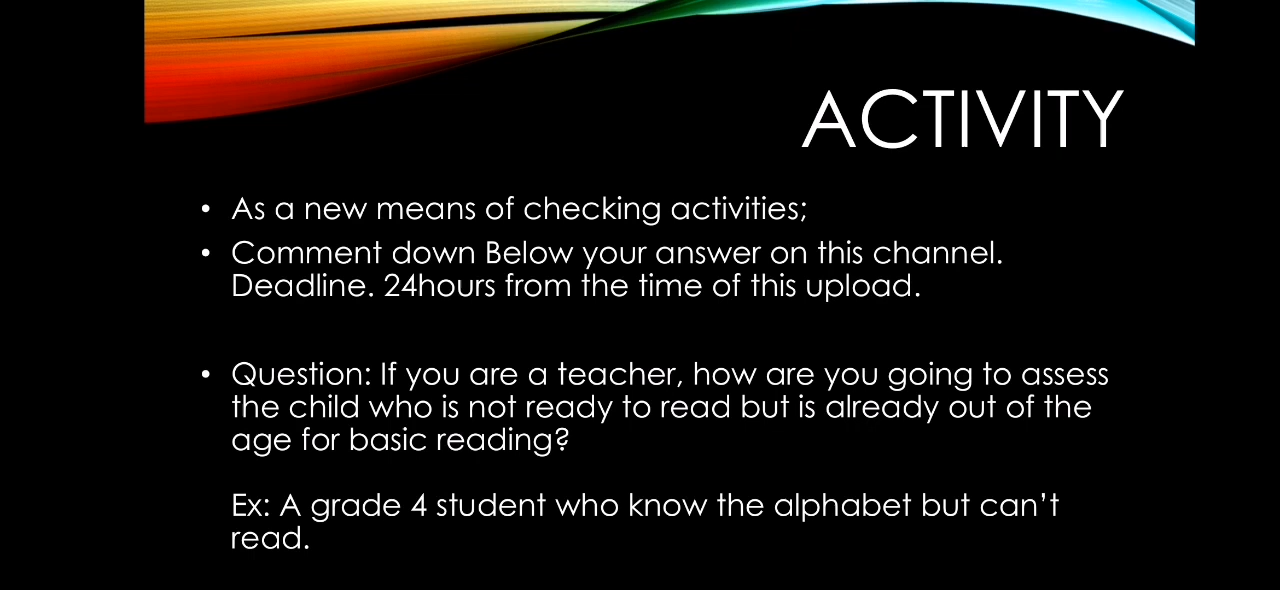 ACTIVITY
• As a new means of checking activities;
• Comment down Below your answer on this channel.
Deadline. 24hours from the time of this upload.
• Question: If you are a teacher, how are you going to assess
the child who is not ready to read but is already out of the
age for basic reading?
Ex: A grade 4 student who know the alphabet but can’t
read.